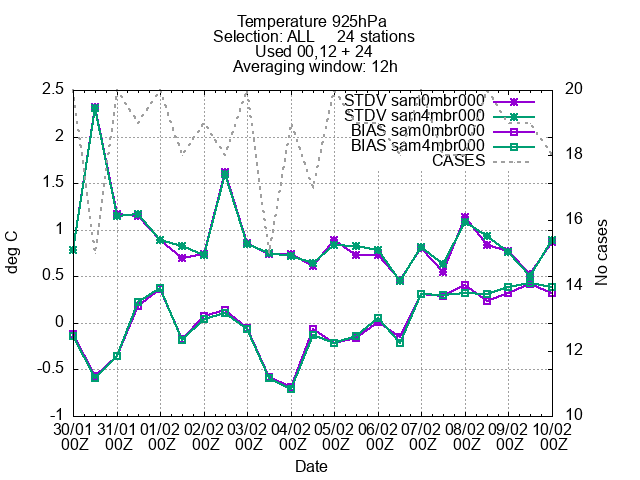 Temperature 925hPa
Selection: ALL 24 stations
Used 00,12 + 24
Averaging window: 12h
STDV sam0mbr000
STDV sam4mbr000
BIAS sam0mbr000
BIAS sam4mbr000
CASES
2.5
2
1.5
1
0.5
0
-0.5
-1
deg C
20
18
16
14
12
10
No cases
30/01 31/01 01/02 02/02 03/02 04/02 05/02 06/02 07/02 08/02 09/02 10/02
00Z 00Z 00Z 00Z 00Z 00Z 00Z 00Z 00Z 00Z 00Z 00Z
Date